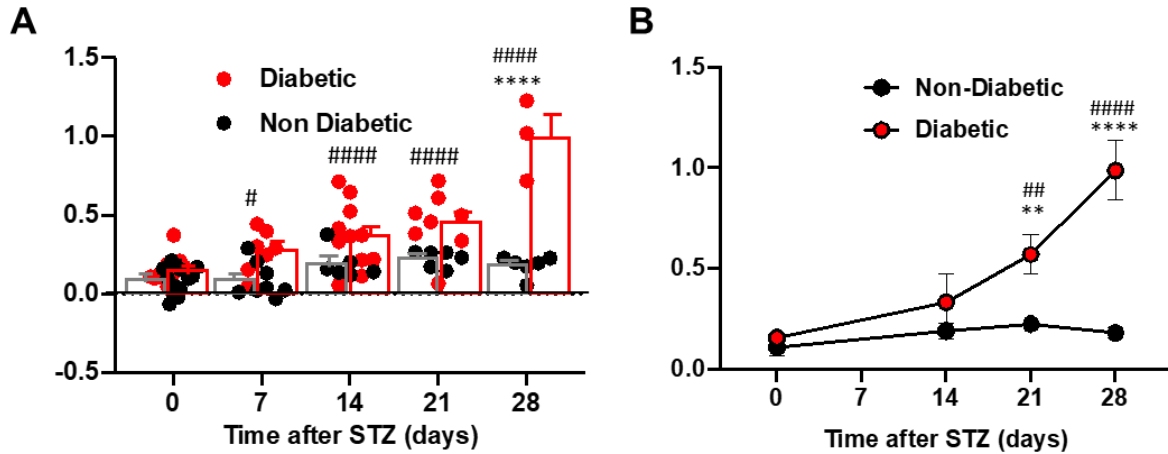 A
1.5
1.0
0.5
0.0
-0.5
Diabetic
Non Diabetic
#
####
####
####
****
0 7 14 21 28
Time after STZ (days)
B
1.5
1.0
0.5
0.0
Non-Diabetic
Diabetic
##
**
####
****
0 7 14 21 28
Time after STZ (days)